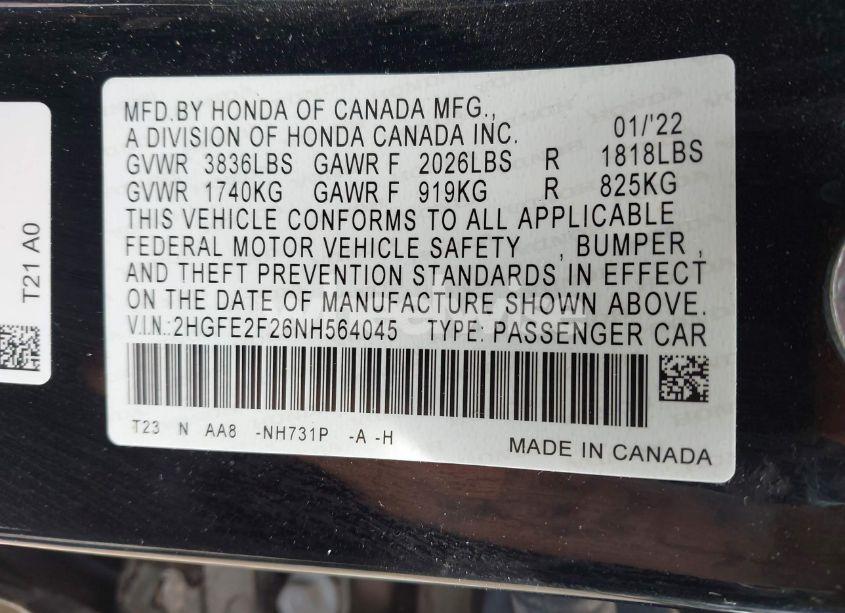 MFD.BY HONDA OF CANADA MFG.,
A DIVISION OF HONDA CANADA INC. 01/'22
GVWR 3836LBS GAWR F 2026LBS R 1818LBS
GVWR 1740KG GAWR F 919KG R 825KG
THIS VEHICLE CONFORMS TO ALL APPLICABLE
FEDERAL MOTOR VEHICLE SAFETY , BUMPER ,
AND THEFT PREVENTION STANDARDS IN EFFECT
ON THE DATE OF MANUFACTURE SHOWN ABOVE.
V.I.N.:2HGFE2F26NH564045 TYPE: PASSENGER CAR
T23 N AA8 -NH731P -A -H
MADE IN CANADA
T21 A0